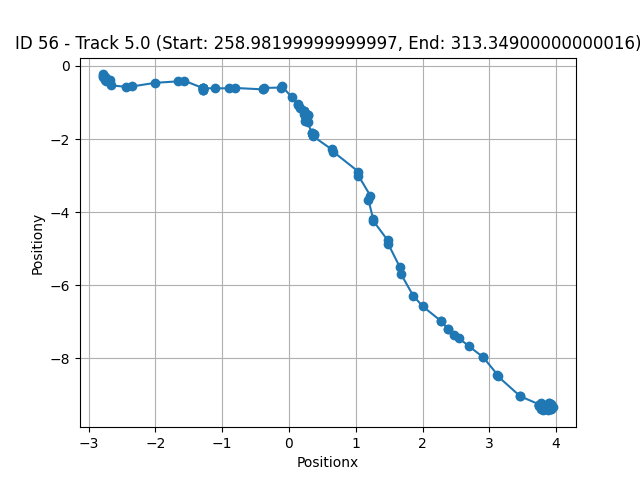 ID 56 - Track 5.0 (Start: 258.98199999999997, End: 313.34900000000016)
0
−2
−4
−6
−8
Positiony
−3 −2 −1 0 1 2 3 4
Positionx